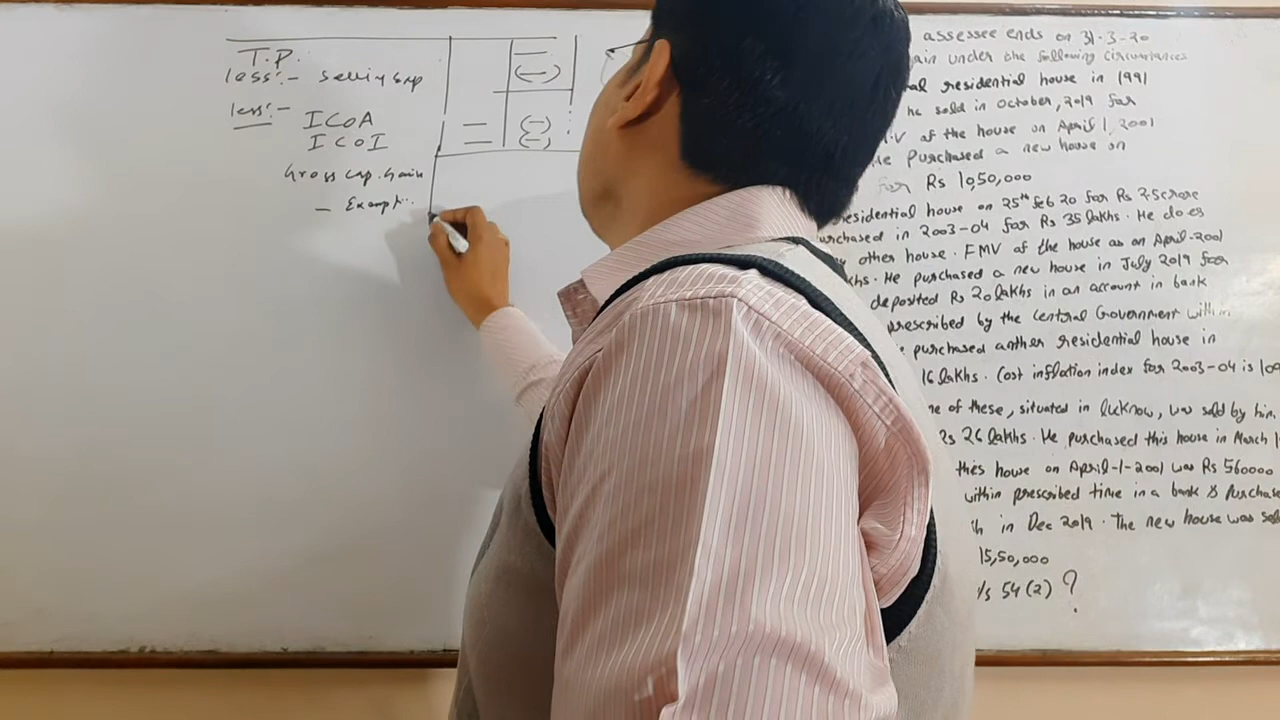 T.P.
less:- Selling Exp
less:-
ICOA
ICOI
Gross Cap. Gain
- Exempt..
assessee ends on 31-3-20
ain under the following circumstances
al residential house in 1991
he sold in October, 2019 for
.V of the house on April 1, 2001
He purchased a new house on
for Rs 10,50,000
residential house on 25th Feb 20 for Rs 2.5 crore
urchased in 2003-04 for Rs 35 lakhs. He does
other house. FMV of the house as on April-2001
khs. He purchased a new house in July 2019 for
deposited Rs 20 lakhs in an account in bank
prescribed by the Central Government within
purchased anther residential house in
16 lakhs. Cost inflation index for 2003-04 is 109
ne of these, situated in lucknow, was sold by him
Rs 26 lakhs. He purchased this house in March 1
this house on April-1-2001 was Rs 560000
within prescribed time in a bank & purchase
h in Dec 2019. The new house was sol
15,50,000
/s 54(2) ?